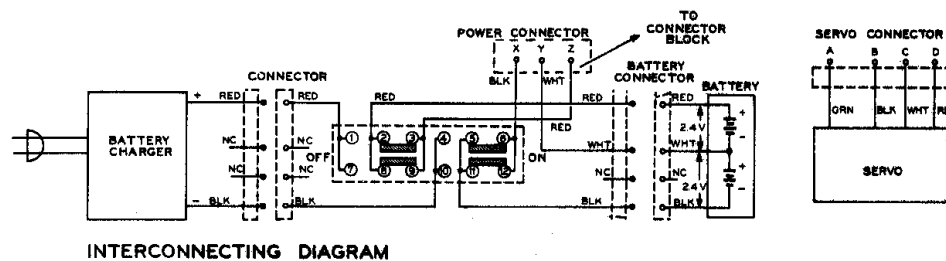 POWER CONNECTOR
X Y Z
TO
CONNECTOR
BLOCK
SERVO CONNECTOR
A B C D
CONNECTOR
BLK WHT RED
BATTERY
CONNECTOR
BATTERY
+ RED RED RED RED RED
BATTERY
CHARGER
NC NC
NC NC
- BLK BLK
OFF ON
1 2 3 4 5 6
7 8 9 10 11 12
WHT WHT
NC NC
BLK BLK
+
-
+
-
2.4V
2.4V
GRN BLK WHT
SERVO
INTERCONNECTING DIAGRAM